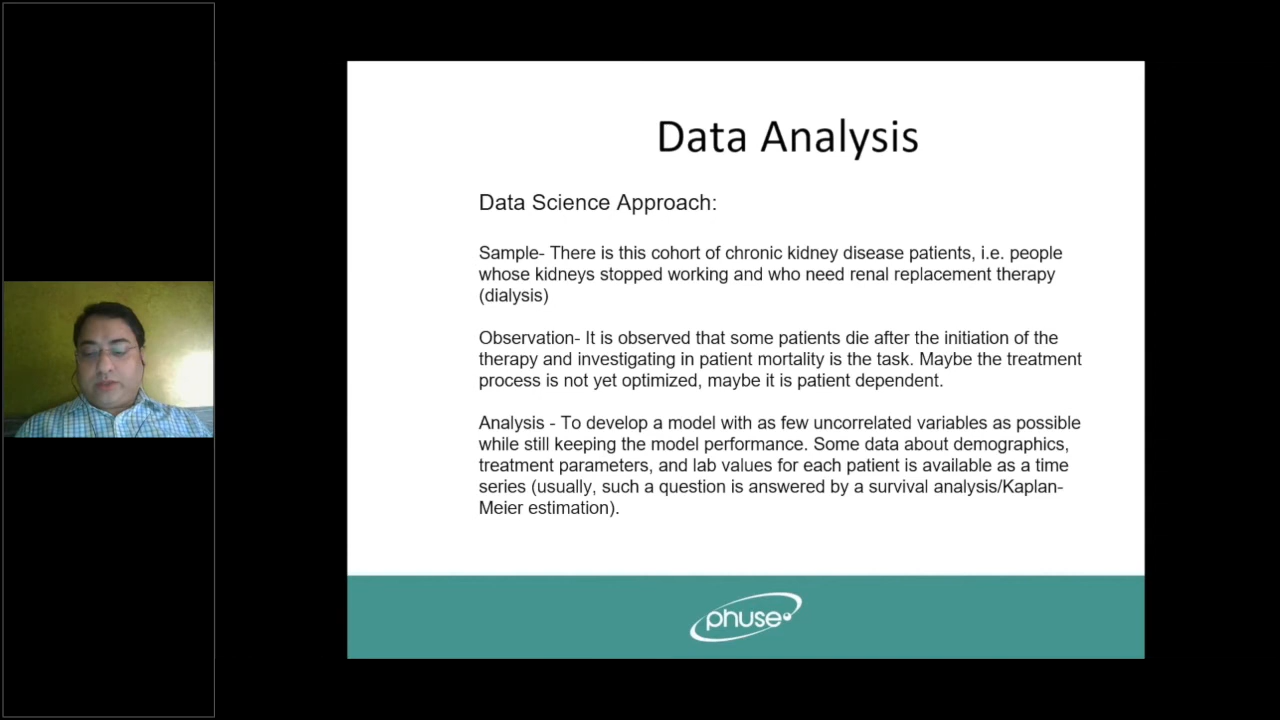 Data Analysis
Data Science Approach:
Sample- There is this cohort of chronic kidney disease patients, i.e. people
whose kidneys stopped working and who need renal replacement therapy
(dialysis)
Observation- It is observed that some patients die after the initiation of the
therapy and investigating in patient mortality is the task. Maybe the treatment
process is not yet optimized, maybe it is patient dependent.
Analysis - To develop a model with as few uncorrelated variables as possible
while still keeping the model performance. Some data about demographics,
treatment parameters, and lab values for each patient is available as a time
series (usually, such a question is answered by a survival analysis/Kaplan-
Meier estimation).
phuse